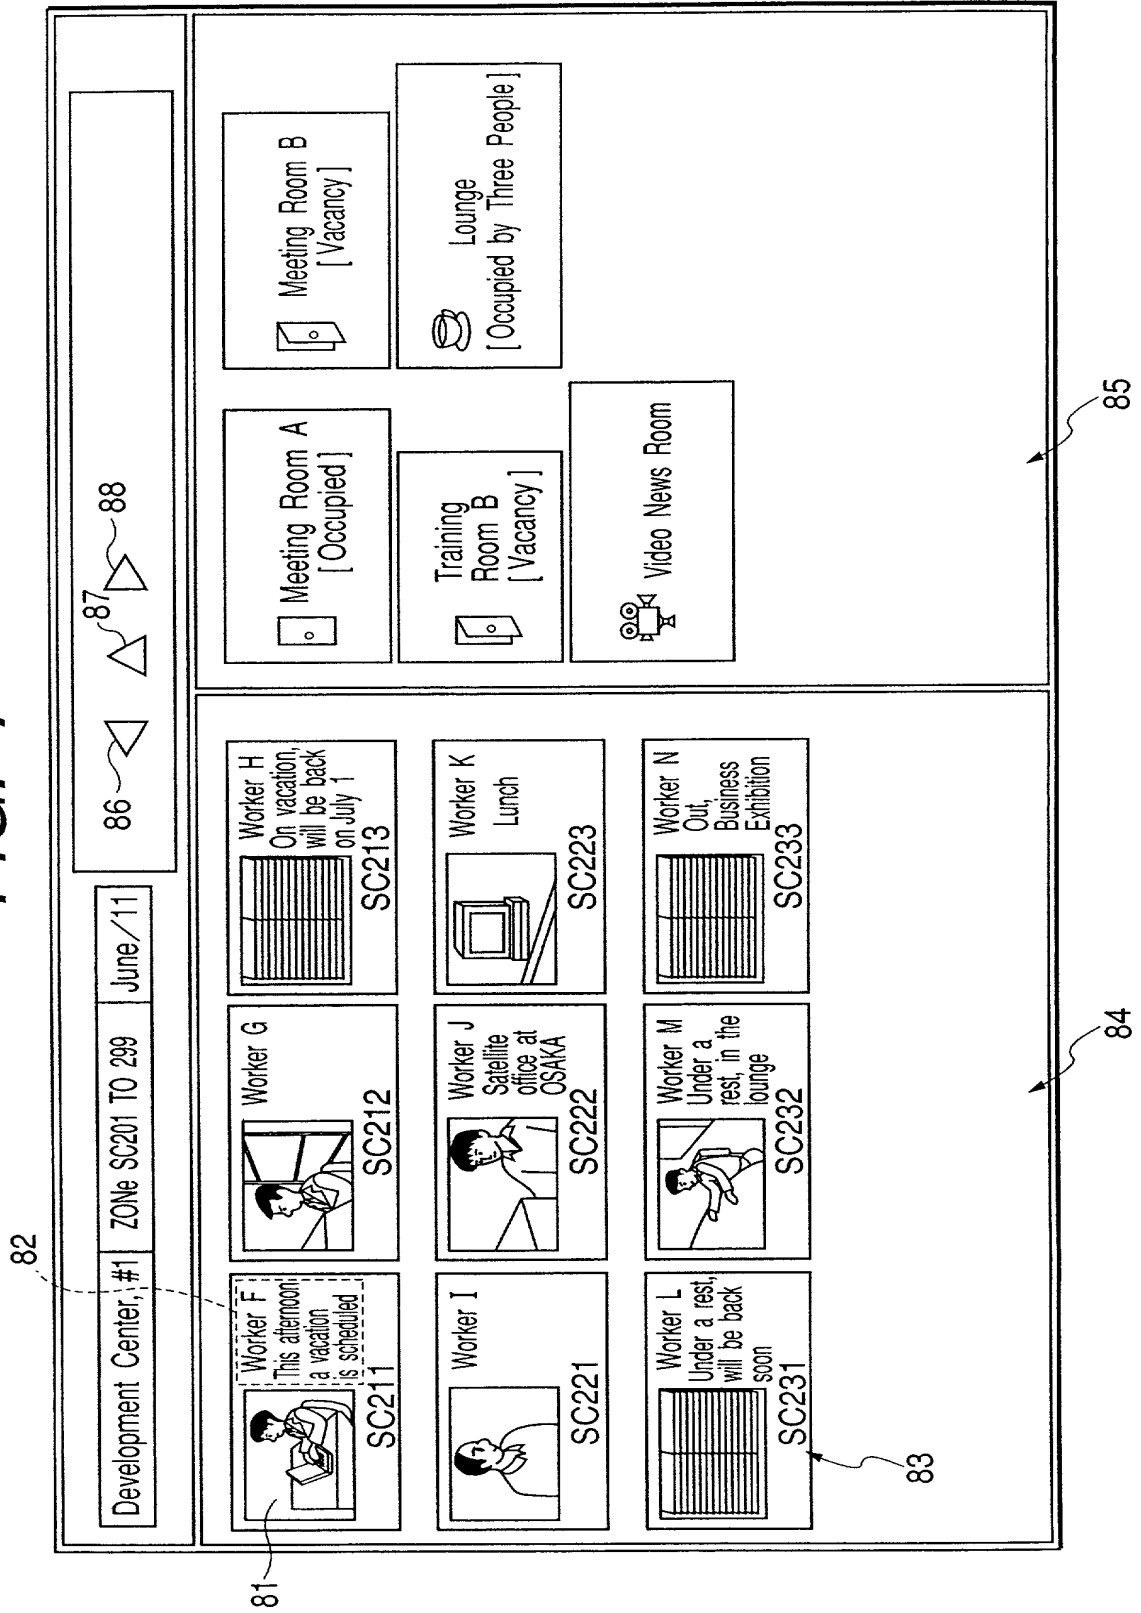 Development Center, #1
ZONe SC201 TO 299
June/11
86
87
88
82
81
Worker F
This afternoon
a vacation
is scheduled
SC211
Worker G
SC212
Worker H
On vacation,
will be back
on July 1
SC213
Worker I
SC221
Worker J
Satellite
office at
OSAKA
SC222
Worker K
Lunch
SC223
Worker L
Under a rest,
will be back
soon
SC231
Worker M
Under a
rest, in the
lounge
SC232
Worker N
Out,
Business
Exhibition
SC233
83
84
Meeting Room A
[Occupied]
Meeting Room B
[Vacancy]
Training
Room B
[Vacancy]
Lounge
[Occupied by Three People]
Video News Room
85